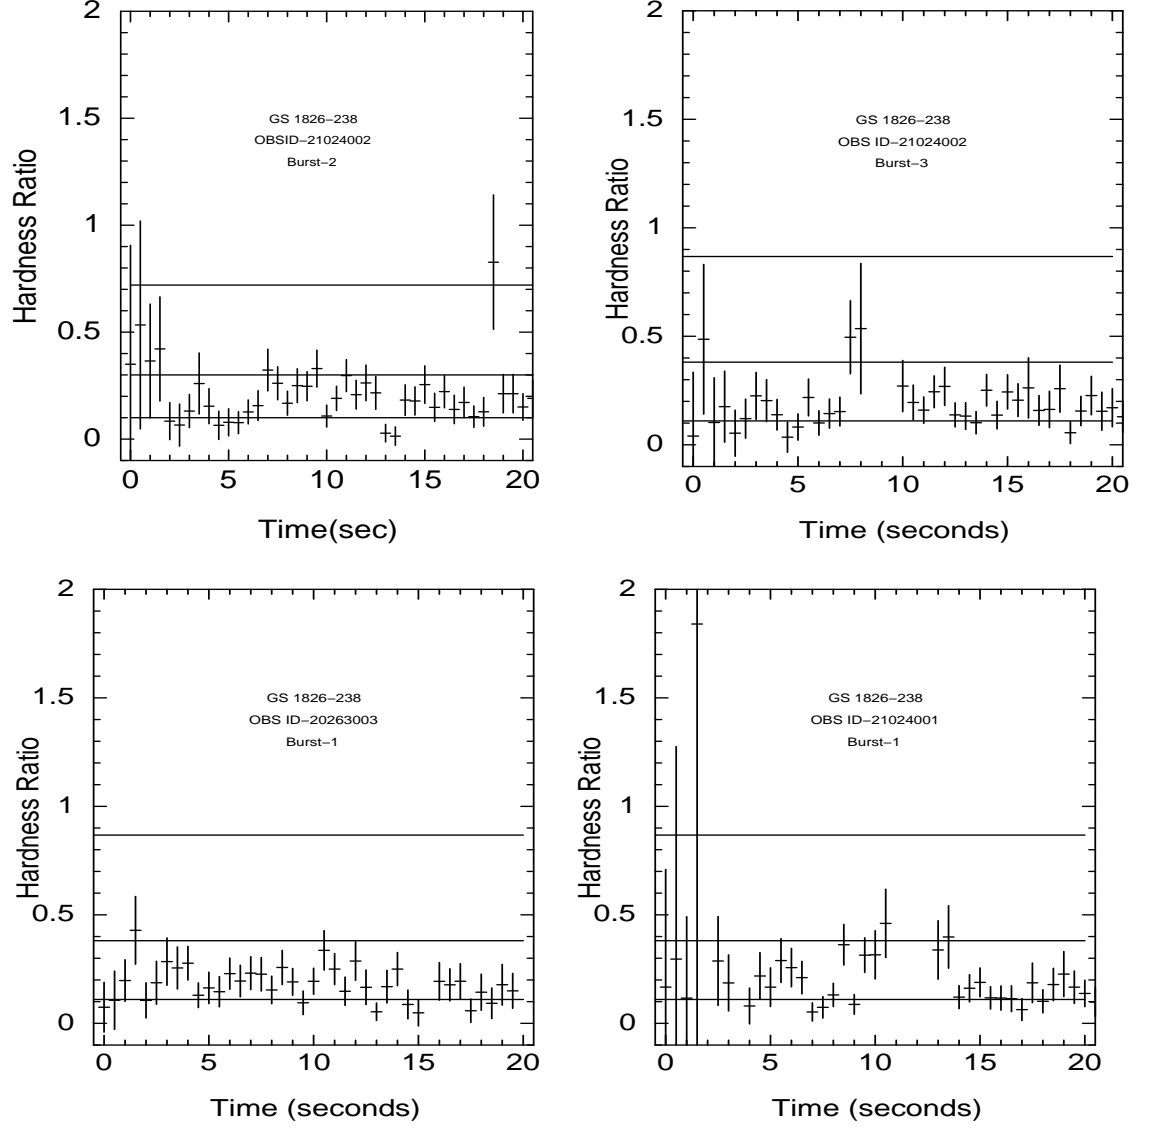 2
1.5
1
0.5
0
Hardness Ratio
GS 1826−238
OBSID−21024002
Burst−2
0 5 10 15 20
Time(sec)
2
1.5
1
0.5
0
Hardness Ratio
GS 1826−238
OBS ID−21024002
Burst−3
0 5 10 15 20
Time (seconds)
2
1.5
1
0.5
0
Hardness Ratio
GS 1826−238
OBS ID−20263003
Burst−1
0 5 10 15 20
Time (seconds)
2
1.5
1
0.5
0
Hardness Ratio
GS 1826−238
OBS ID−21024001
Burst−1
0 5 10 15 20
Time (seconds)